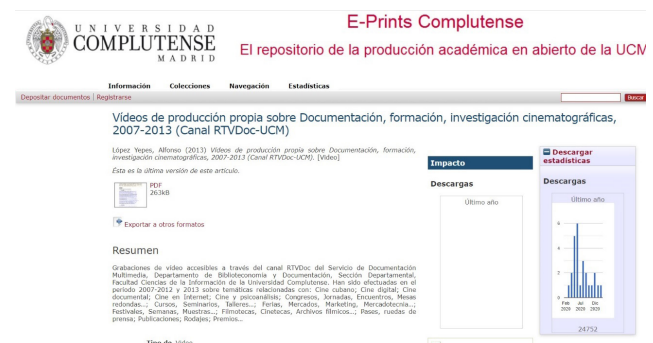 UNIVERSIDAD
COMPLUTENSE
MADRID
E-Prints Complutense
El repositorio de la producción académica en abierto de la UCM
Información Colecciones Navegación Estadísticas
Depositar documentos | Registrarse
Buscar
Vídeos de producción propia sobre Documentación, formación, investigación cinematográficas,
2007-2013 (Canal RTVDoc-UCM)
López Yepes, Alfonso (2013) Vídeos de producción propia sobre Documentación, formación,
investigación cinematográficas, 2007-2013 (Canal RTVDoc-UCM). [Video]
Esta es la última versión de este artículo.
PDF
263kB
Exportar a otros formatos
Resumen
Grabaciones de vídeo accesibles a través del canal RTVDoc del Servicio de Documentación
Multimedia, Departamento de Biblioteconomía y Documentación, Sección Departamental,
Facultad Ciencias de la Información de la Universidad Complutense. Han sido efectuadas en el
periodo 2007-2012 y 2013 sobre temáticas relacionadas con: Cine cubano; Cine digital; Cine
documental; Cine en Internet; Cine y psicoanálisis; Congresos, Jornadas, Encuentros, Mesas
redondas...; Cursos, Seminarios, Talleres...; Ferias, Mercados, Marketing, Mercadotecnia...;
Festivales, Semanas, Muestras...; Filmotecas, Cinetecas, Archivos fílmicos...; Pases, ruedas de
prensa; Publicaciones; Rodajes; Premios...
Tipo de Vídeo
Impacto
Descargas
Último año
Descargar
estadísticas
Descargas
Último año
6
4
2
0
Feb Jul Dic
2020 2020 2020
24752